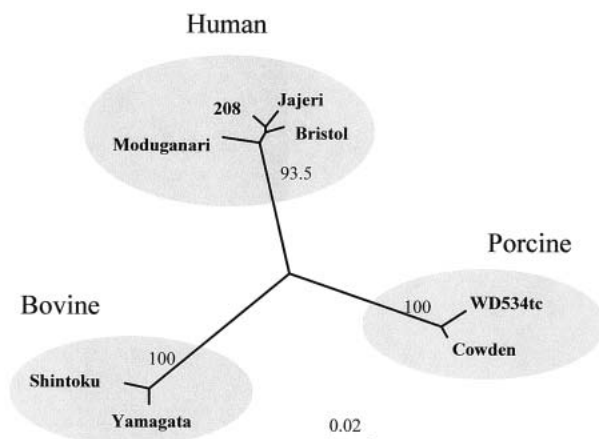 Human
Jajeri
208
Bristol
Moduganari
93.5
Porcine
WD534tc
100
Cowden
Bovine
100
Shintoku
Yamagata
0.02